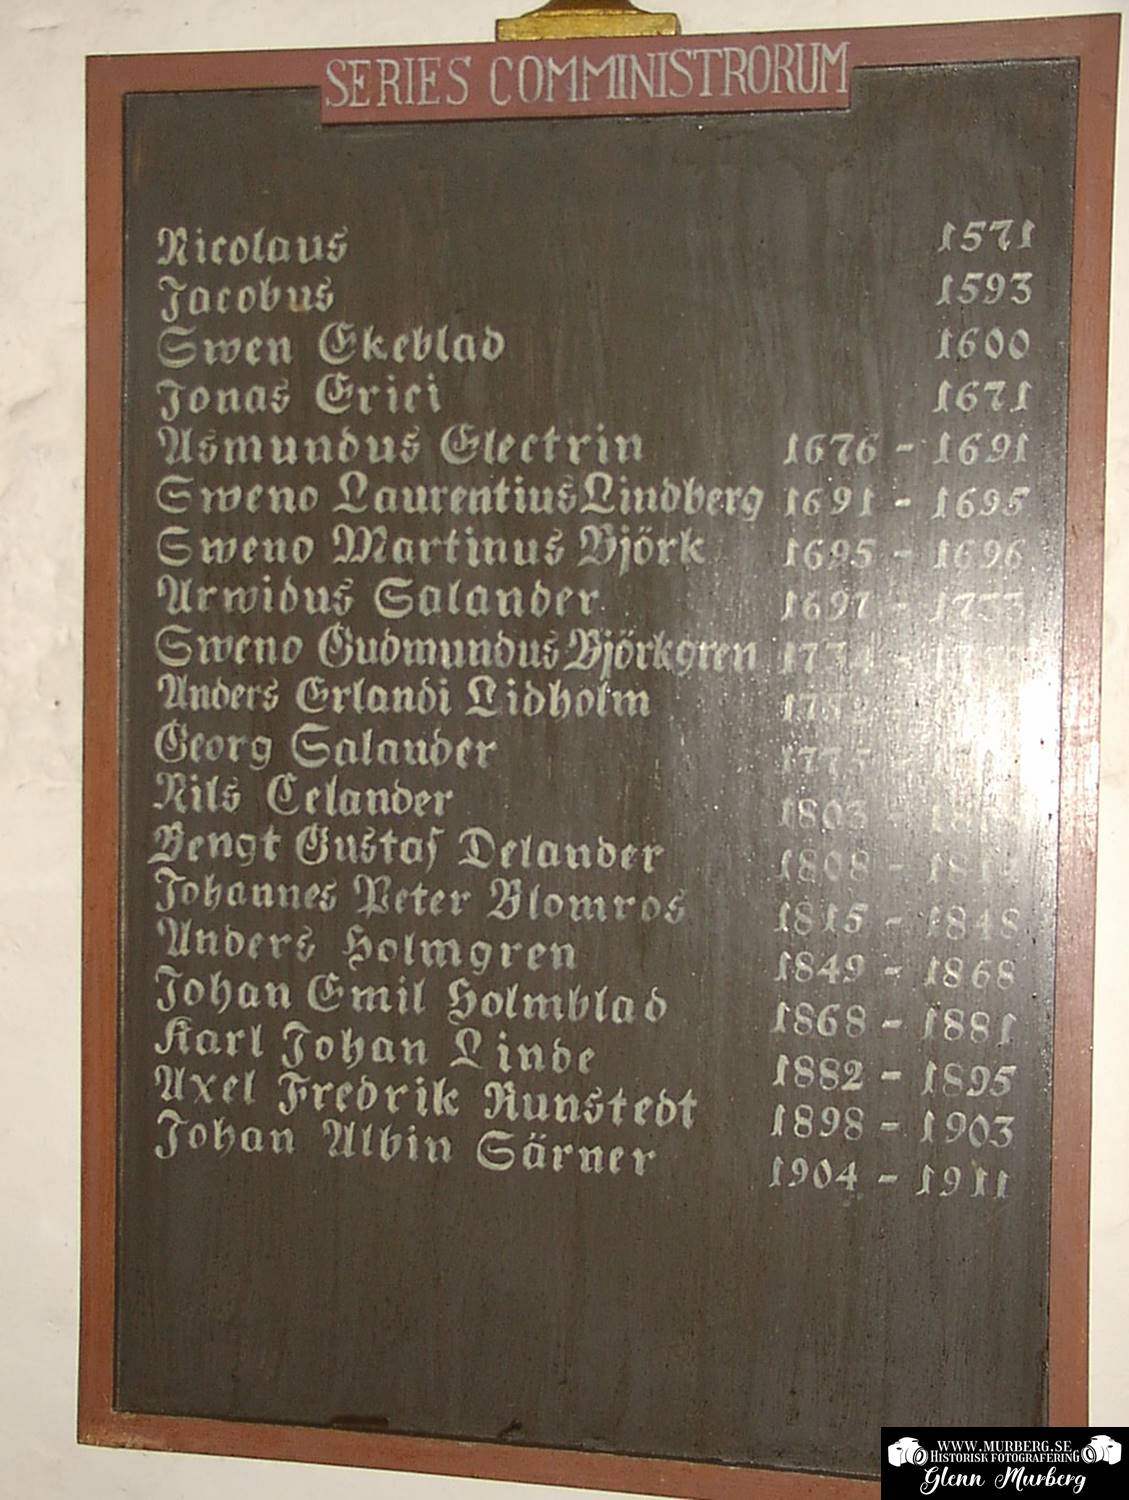 SERIES COMMINISTRORUM
Nicolaus 1571
Jacobus 1593
Swen Ekeblad 1600
Jonas Erici 1671
Asmundus Electrin 1676 - 1691
Sweno Laurentius Lindberg 1691 - 1695
Sweno Martinus Björk 1695 - 1696
Arwidus Salander 1697 - 1733
Sweno Gudmundus Björkgren 1734 -
Anders Erlandi Lidholm
Georg Salander 1775 -
Nils Celander 1803 -
Bengt Gustaf Delander 1808 -
Johannes Peter Blomros 1815 - 1848
Anders Holmgren 1849 - 1868
Johan Emil Holmblad 1868 - 1881
Karl Johan Linde 1882 - 1895
Axel Fredrik Runstedt 1898 - 1903
Johan Albin Särner 1904 - 1911
WWW.MURBERG.SE
HISTORISK FOTOGRAFERING
Glenn Murberg